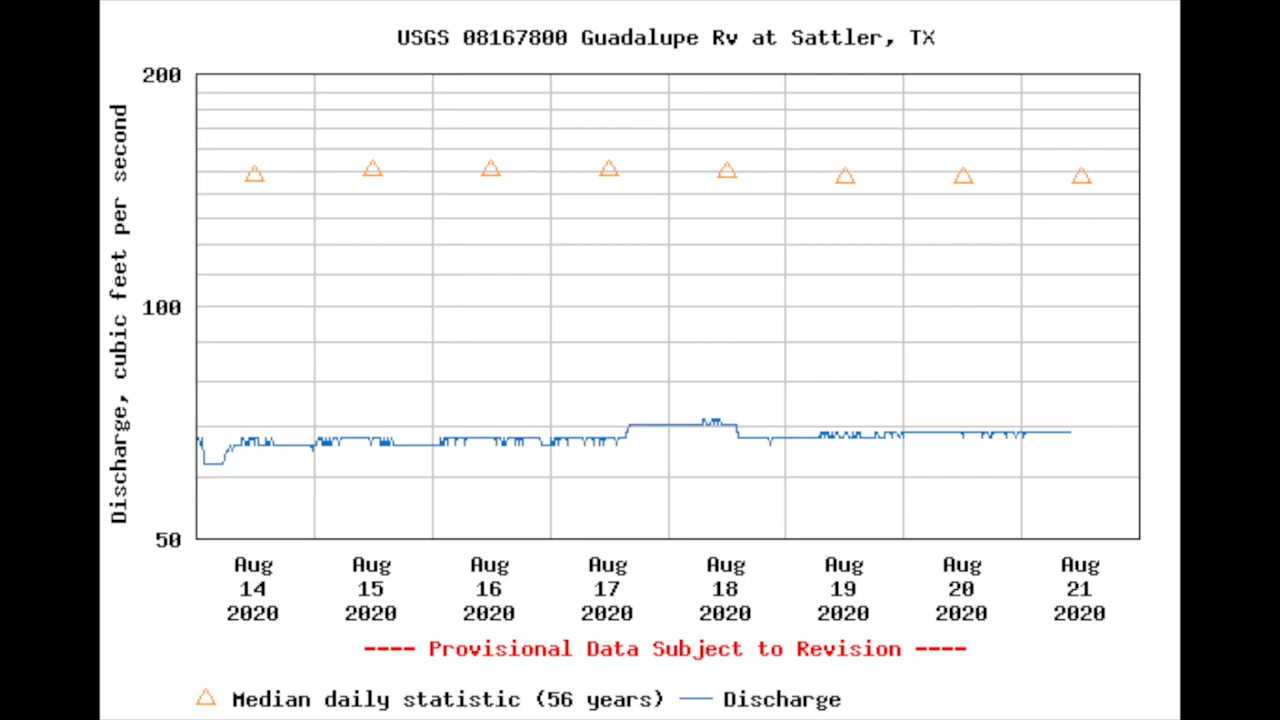 USGS 08167800 Guadalupe Rv at Sattler, TX
Discharge, cubic feet per second
200
100
50
Aug Aug Aug Aug Aug Aug Aug Aug
14 15 16 17 18 19 20 21
2020 2020 2020 2020 2020 2020 2020 2020
---- Provisional Data Subject to Revision ----
Median daily statistic (56 years) Discharge